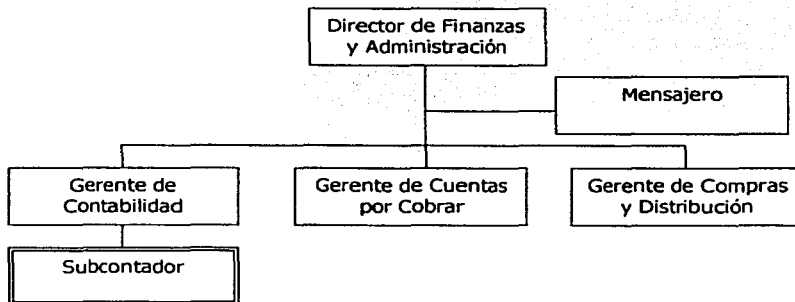 Director de Finanzas
y Administración
Mensajero
Gerente de
Contabilidad
Gerente de Cuentas
por Cobrar
Gerente de Compras
y Distribución
Subcontador